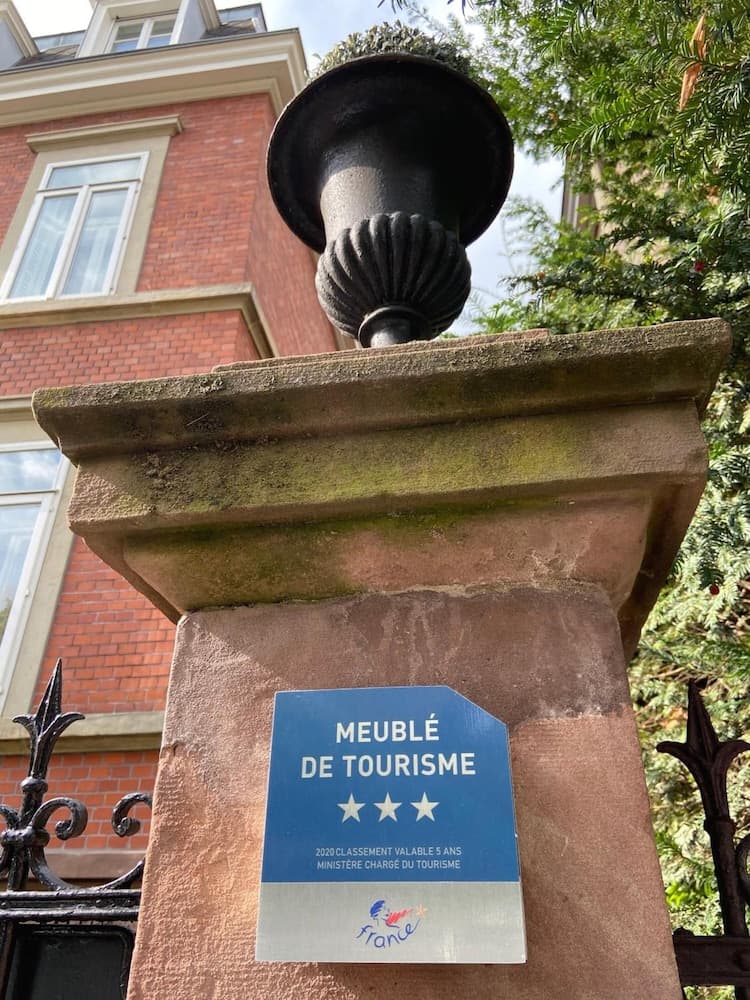 MEUBLÉ
DE TOURISME
2020 CLASSEMENT VALABLE 5 ANS
MINISTÈRE CHARGÉ DU TOURISME
france